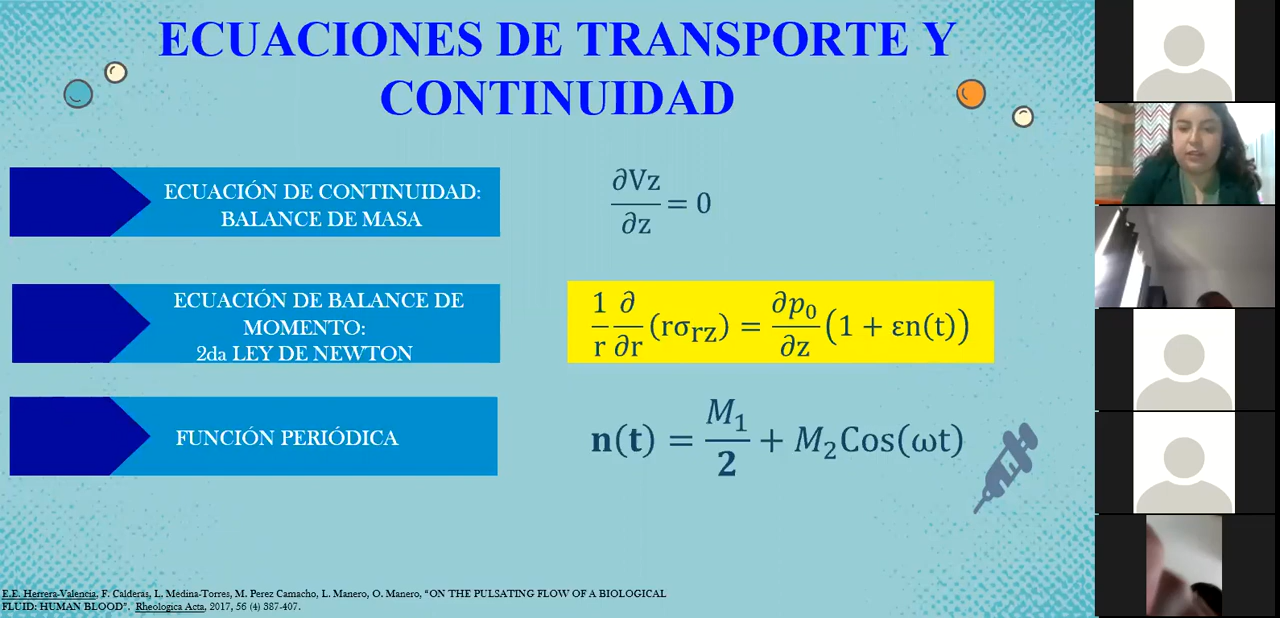 ECUACIONES DE TRANSPORTE Y
CONTINUIDAD
ECUACIÓN DE CONTINUIDAD:
BALANCE DE MASA
∂Vz/∂z = 0
ECUACIÓN DE BALANCE DE
MOMENTO:
2da LEY DE NEWTON
1/r ∂/∂r (rσrz) = ∂p₀/∂z (1 + εn(t))
FUNCIÓN PERIÓDICA
n(t) = M₁/2 + M₂Cos(ωt)
E.E. Herrera-Valencia, F. Calderas, L. Medina-Torres, M. Perez Camacho, L. Manero, O. Manero, “ON THE PULSATING FLOW OF A BIOLOGICAL
FLUID: HUMAN BLOOD”. Rheologica Acta, 2017, 56 (4) 387-407.